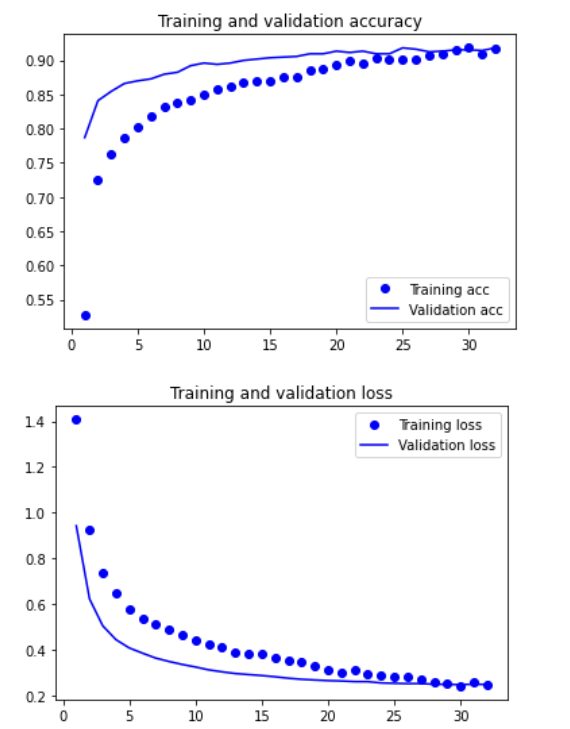 Training and validation accuracy
0.90
0.85
0.80
0.75
0.70
0.65
0.60
0.55
Training acc
Validation acc
0 5 10 15 20 25 30
Training and validation loss
1.4
Training loss
Validation loss
1.2
1.0
0.8
0.6
0.4
0.2
0 5 10 15 20 25 30